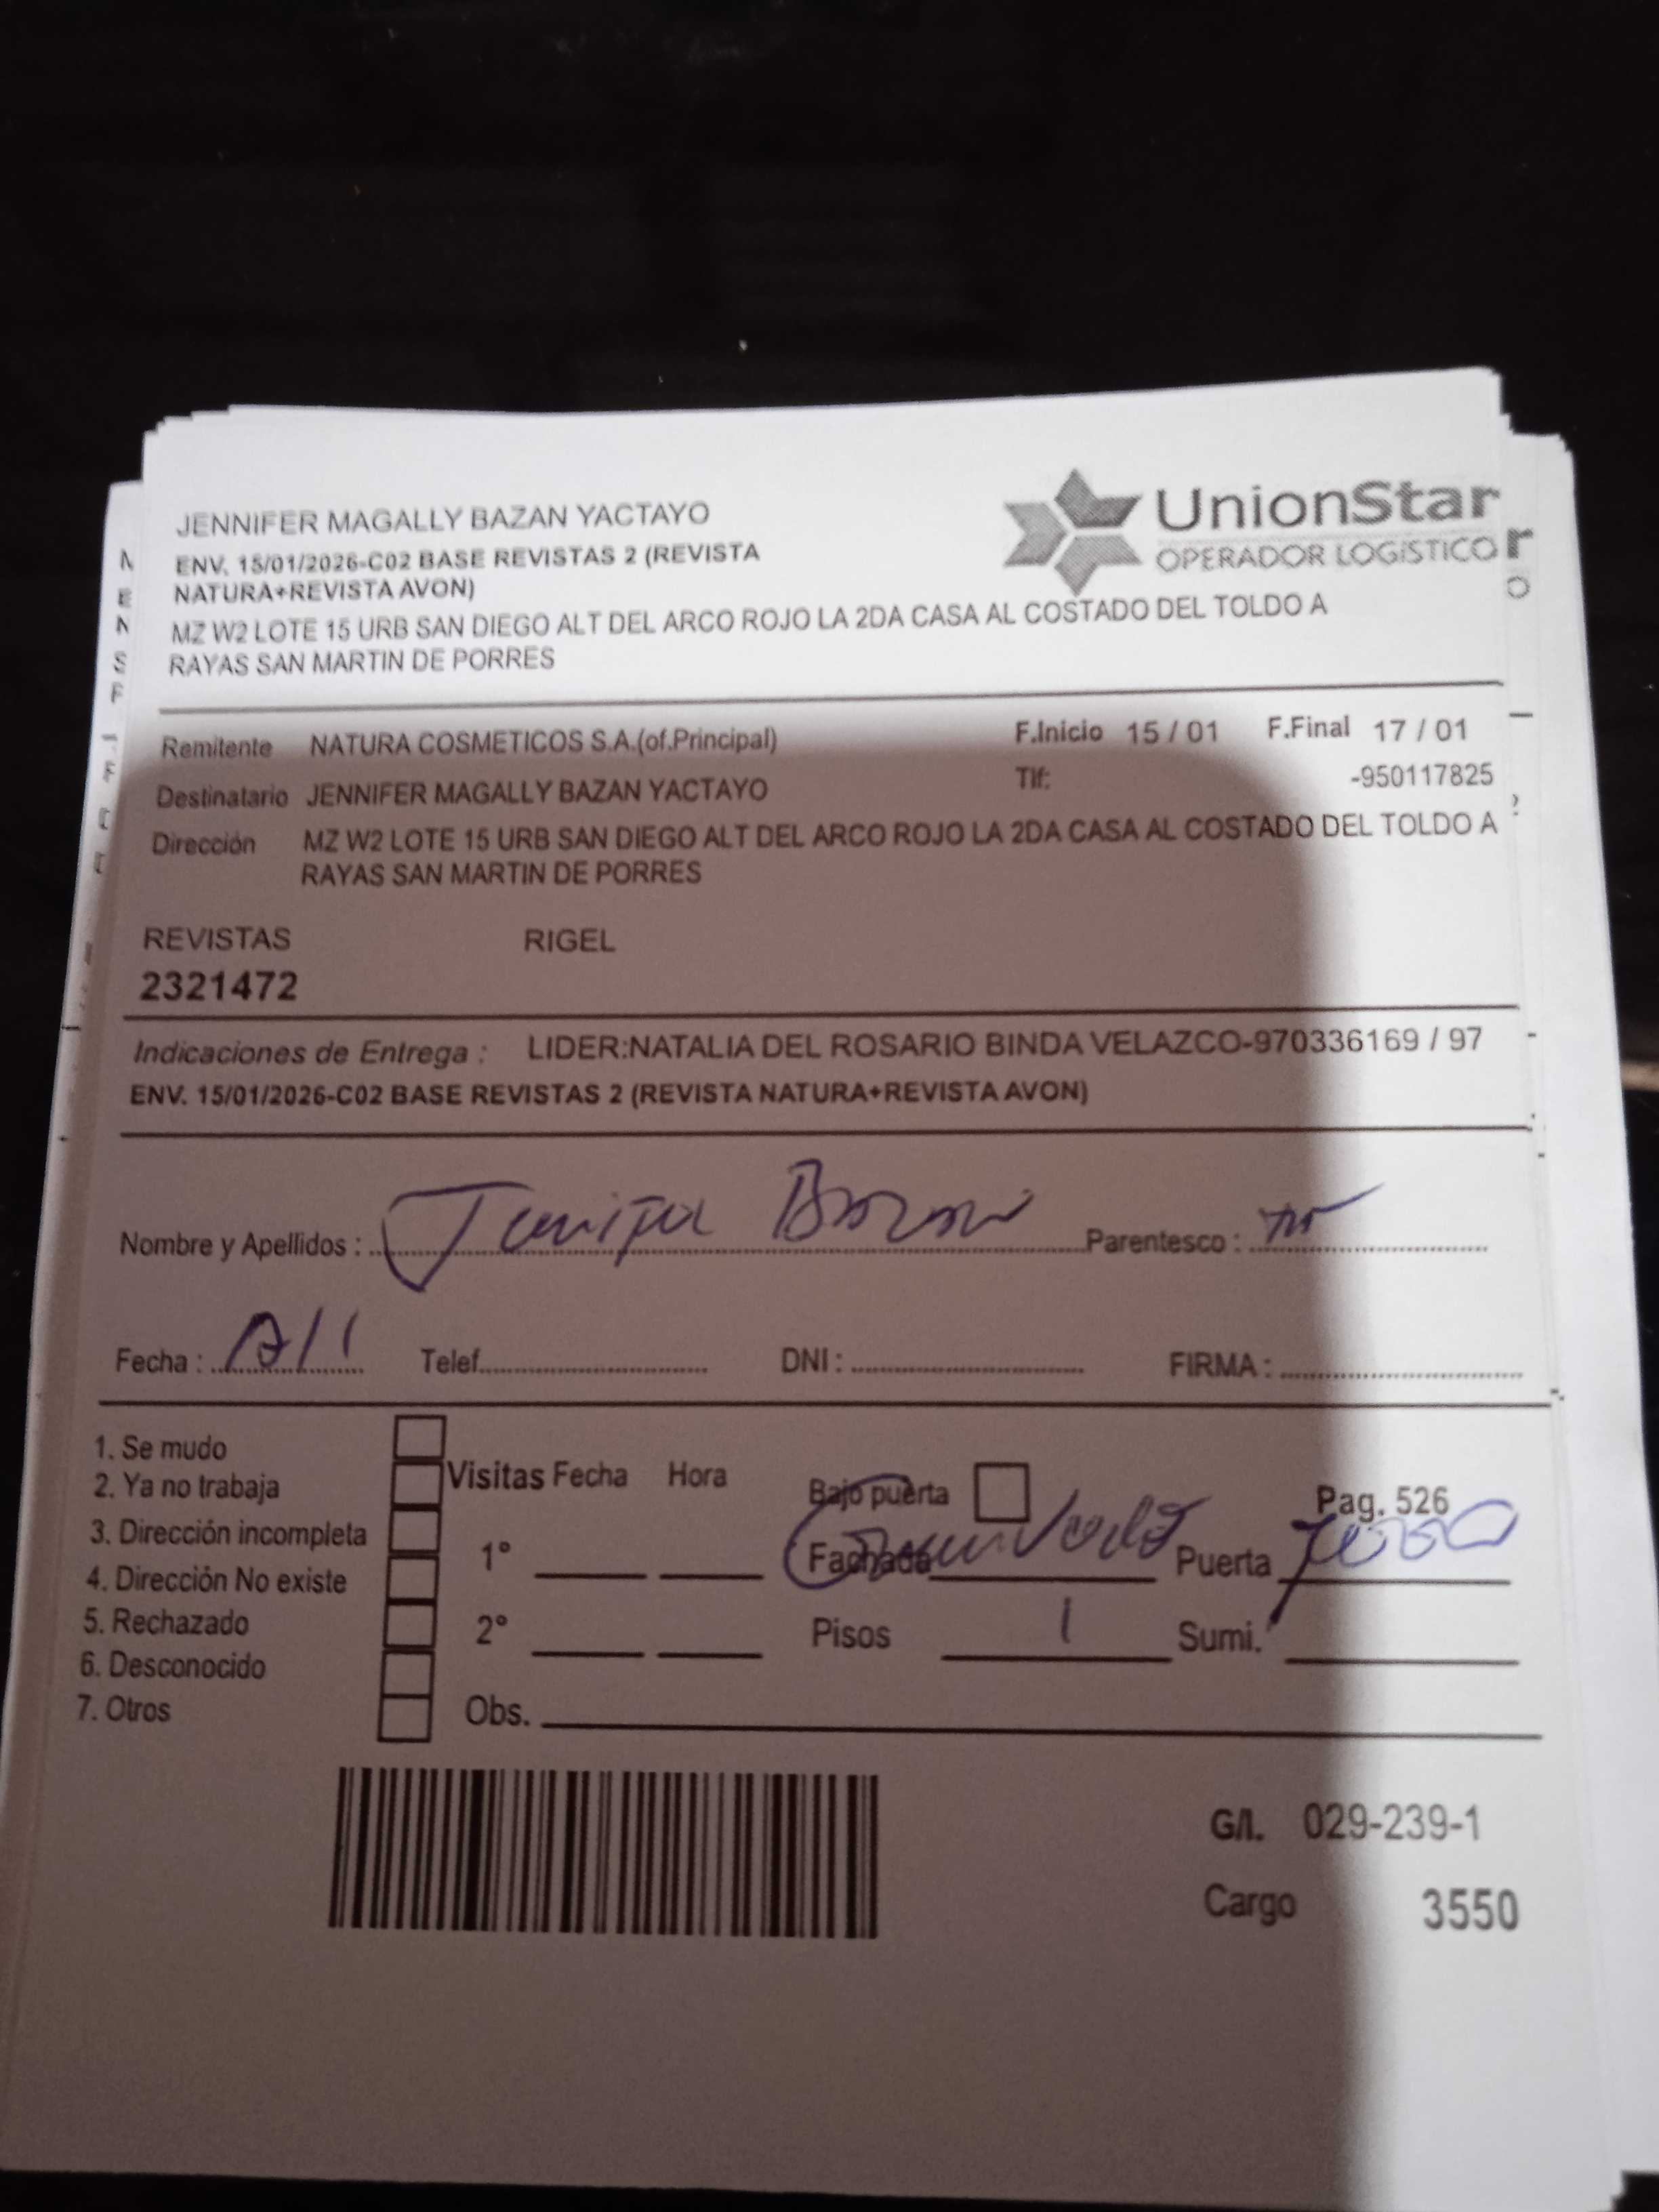 JENNIFER MAGALLY BAZAN YACTAYO
ENV. 15/01/2026-C02 BASE REVISTAS 2 (REVISTA
NATURA+REVISTA AVON)
MZ W2 LOTE 15 URB SAN DIEGO ALT DEL ARCO ROJO LA 2DA CASA AL COSTADO DEL TOLDO A
RAYAS SAN MARTIN DE PORRES
UnionStar
OPERADOR LOGISTICO
Remitente NATURA COSMETICOS S.A.(of.Principal) F.Inicio 15 / 01 F.Final 17 / 01
Destinatario JENNIFER MAGALLY BAZAN YACTAYO Tlf: -950117825
Dirección MZ W2 LOTE 15 URB SAN DIEGO ALT DEL ARCO ROJO LA 2DA CASA AL COSTADO DEL TOLDO A
RAYAS SAN MARTIN DE PORRES
REVISTAS RIGEL
2321472
Indicaciones de Entrega : LIDER:NATALIA DEL ROSARIO BINDA VELAZCO-970336169 / 97
ENV. 15/01/2026-C02 BASE REVISTAS 2 (REVISTA NATURA+REVISTA AVON)
Nombre y Apellidos : Parentesco :
Fecha : Telef. DNI : FIRMA :
1. Se mudo
2. Ya no trabaja
3. Dirección incompleta
4. Dirección No existe
5. Rechazado
6. Desconocido
7. Otros
Visitas Fecha Hora
1°
2°
Obs.
Bajo puerta Pag. 526
Fachada Puerta
Pisos 1 Sumi.
G/I. 029-239-1
Cargo 3550